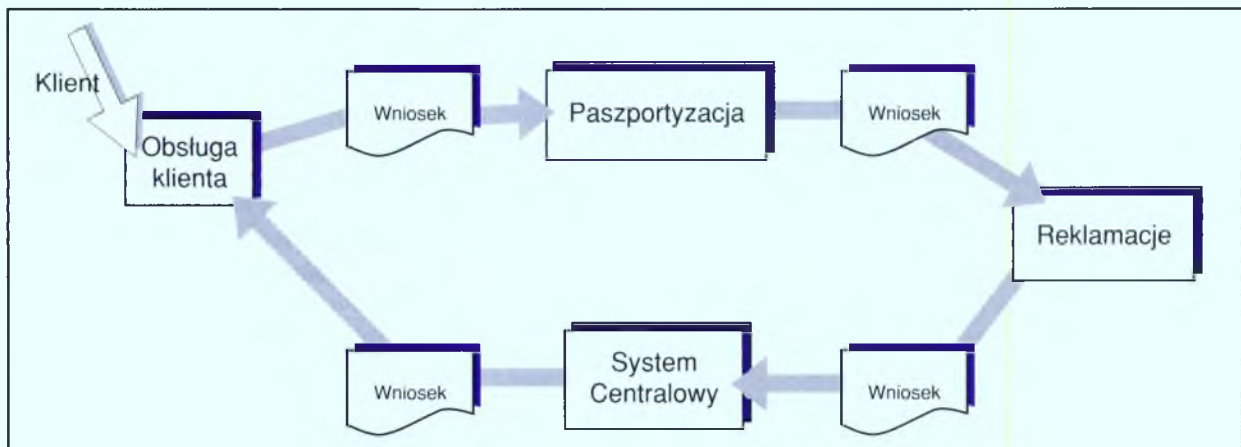 Klient
Obsługa
klienta
Wniosek
Paszportyzacja
Wniosek
Reklamacje
Wniosek
System
Centralowy
Wniosek